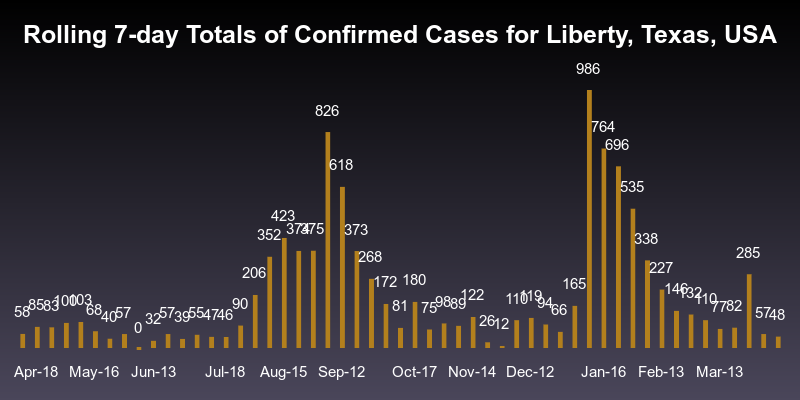 Rolling 7-day Totals of Confirmed Cases for Liberty, Texas, USA
58 85 83 100 103 68 40 57 0 32 57 39 55 47 46 90 206 352 423 374 375 826 618 373 268 172 81 180 75 98 89 122 26 12 110 119 94 66 165 986 764 696 535 338 227 146 132 110 77 82 285 57 48
Apr-18 May-16 Jun-13 Jul-18 Aug-15 Sep-12 Oct-17 Nov-14 Dec-12 Jan-16 Feb-13 Mar-13